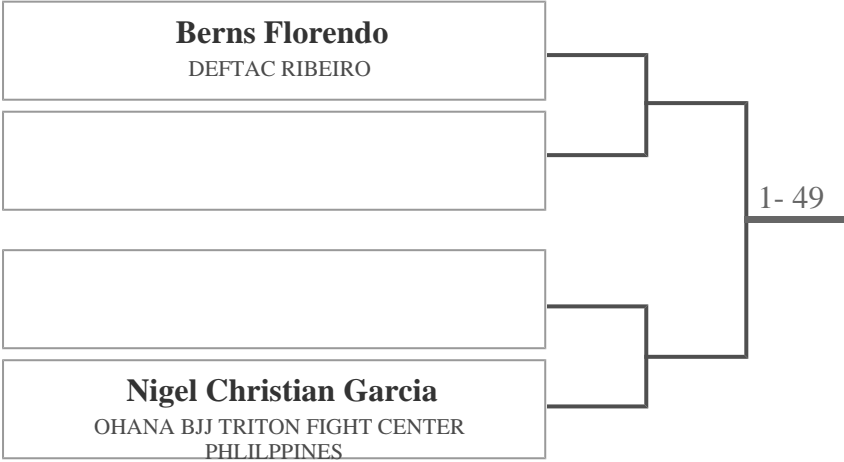 Berns Florendo
DEFTAC RIBEIRO
1- 49
Nigel Christian Garcia
OHANA BJJ TRITON FIGHT CENTER
PHLILPPINES